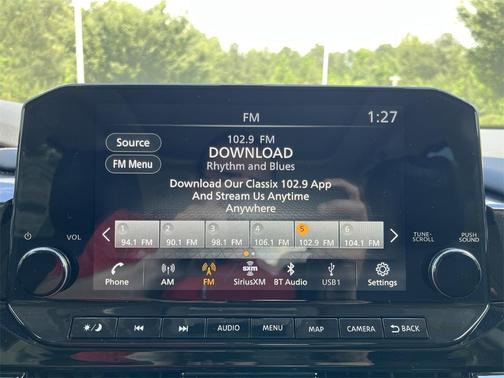 FM
1:27
Source
102.9 FM
DOWNLOAD
FM Menu
Rhythm and Blues
Download Our Classix 102.9 App
And Stream Us Anytime
Anywhere
1 2 3 4 5 6
94.1 FM 90.1 FM 98.1 FM 106.1 FM 102.9 FM 104.1 FM
VOL
TUNE-
SCROLL
PUSH
SOUND
sxm
Phone AM FM SiriusXM BT Audio USB1 Settings
AUDIO MENU MAP CAMERA BACK